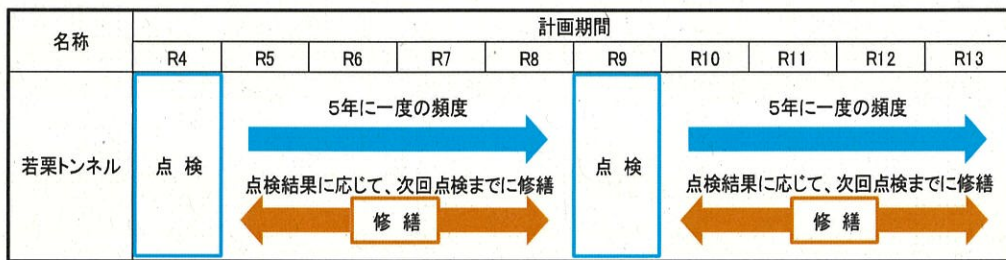 名称
計画期間
R4 R5 R6 R7 R8 R9 R10 R11 R12 R13
若栗トンネル
点 検
5年に一度の頻度
点検結果に応じて、次回点検までに修繕
修 繕
点 検
5年に一度の頻度
点検結果に応じて、次回点検までに修繕
修 繕